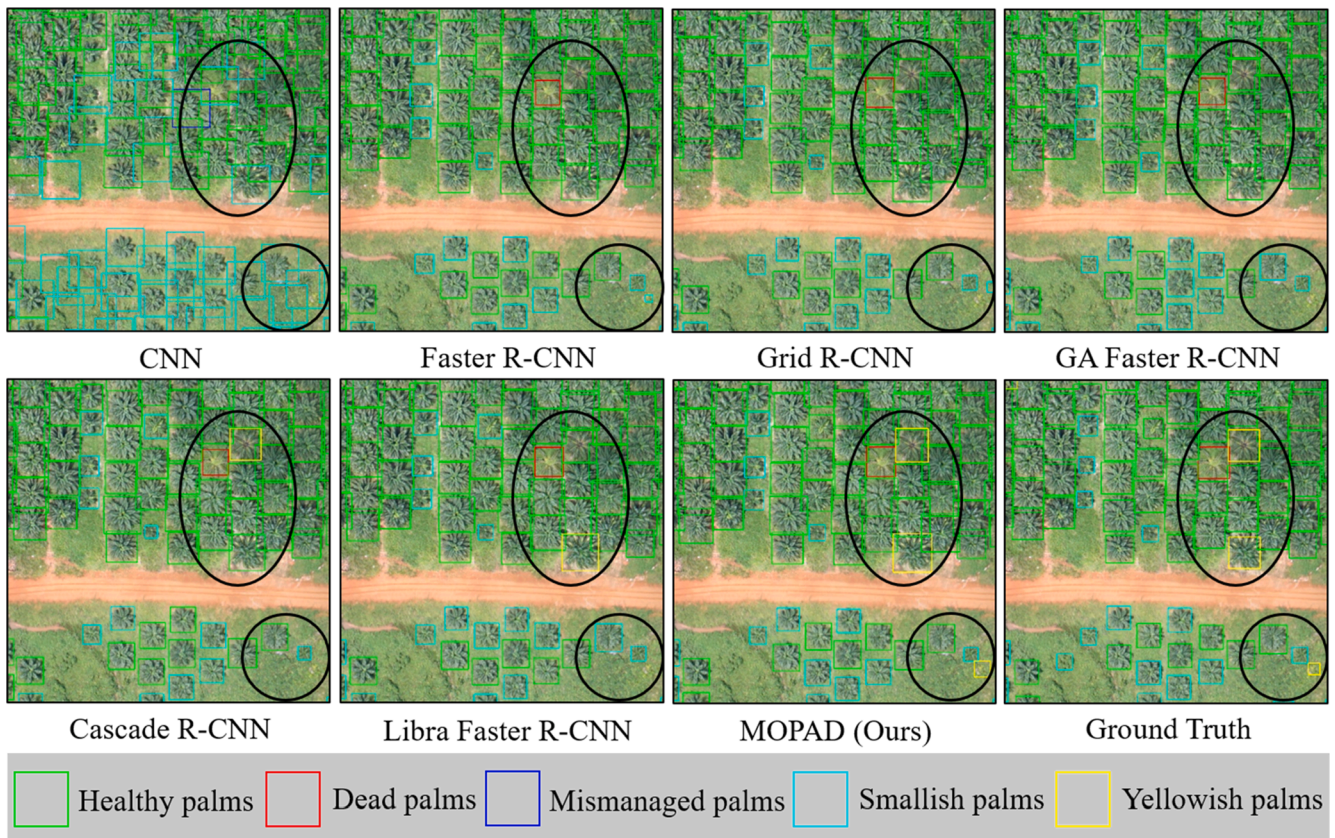 CNN
Faster R-CNN
Grid R-CNN
GA Faster R-CNN
Cascade R-CNN
Libra Faster R-CNN
MOPAD (Ours)
Ground Truth
Healthy palms
Dead palms
Mismanaged palms
Smallish palms
Yellowish palms